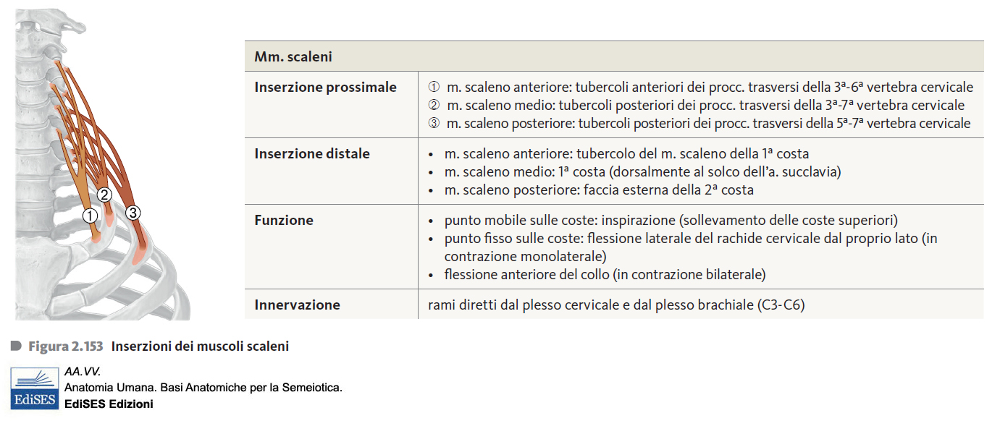 Mm. scaleni
Inserzione prossimale
① m. scaleno anteriore: tubercoli anteriori dei procc. trasversi della 3ª-6ª vertebra cervicale
② m. scaleno medio: tubercoli posteriori dei procc. trasversi della 3ª-7ª vertebra cervicale
③ m. scaleno posteriore: tubercoli posteriori dei procc. trasversi della 5ª-7ª vertebra cervicale
Inserzione distale
• m. scaleno anteriore: tubercolo del m. scaleno della 1ª costa
• m. scaleno medio: 1ª costa (dorsalmente al solco dell'a. succlavia)
• m. scaleno posteriore: faccia esterna della 2ª costa
Funzione
• punto mobile sulle coste: inspirazione (sollevamento delle coste superiori)
• punto fisso sulle coste: flessione laterale del rachide cervicale dal proprio lato (in
contrazione monolaterale)
• flessione anteriore del collo (in contrazione bilaterale)
Innervazione
rami diretti dal plesso cervicale e dal plesso brachiale (C3-C6)
①
②
③
Figura 2.153 Inserzioni dei muscoli scaleni
EdiSES
AA.VV.
Anatomia Umana. Basi Anatomiche per la Semeiotica.
EdiSES Edizioni